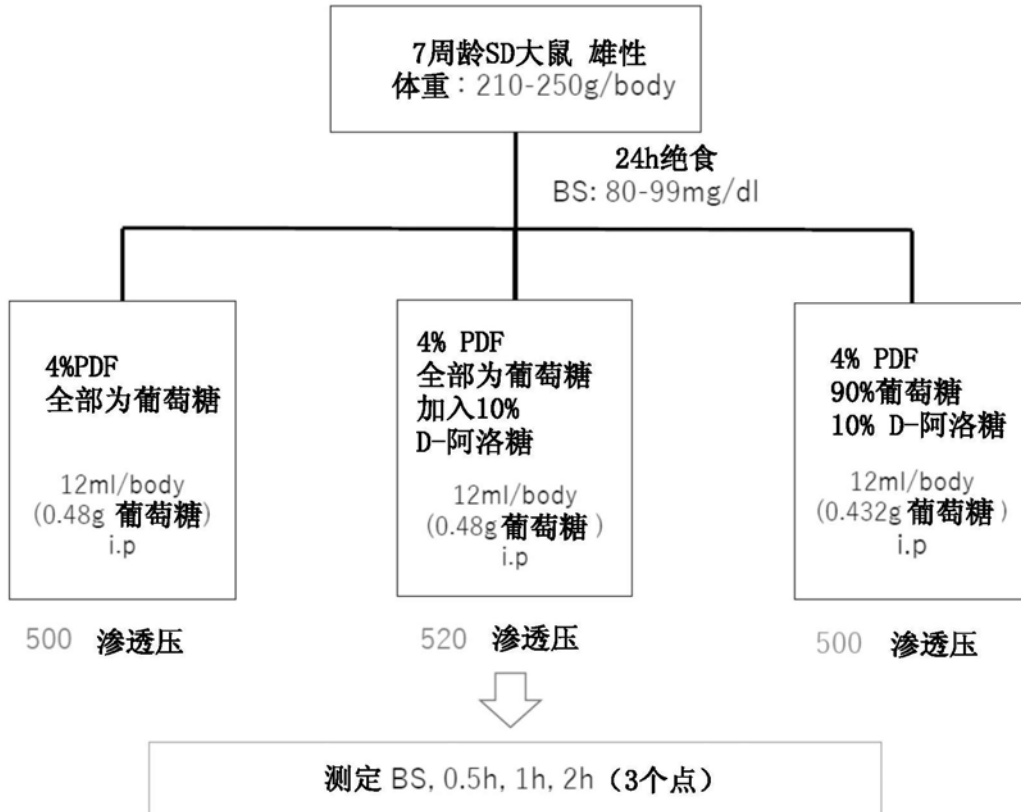 7周龄SD大鼠 雄性
体重：210-250g/body
24h绝食
BS: 80-99mg/dl
4%PDF
全部为葡萄糖
12ml/body
(0.48g 葡萄糖)
i.p
500 渗透压
4% PDF
全部为葡萄糖
加入10%
D-阿洛糖
12ml/body
(0.48g 葡萄糖)
i.p
520 渗透压
4% PDF
90%葡萄糖
10% D-阿洛糖
12ml/body
(0.432g 葡萄糖)
i.p
500 渗透压
测定 BS, 0.5h, 1h, 2h（3个点）